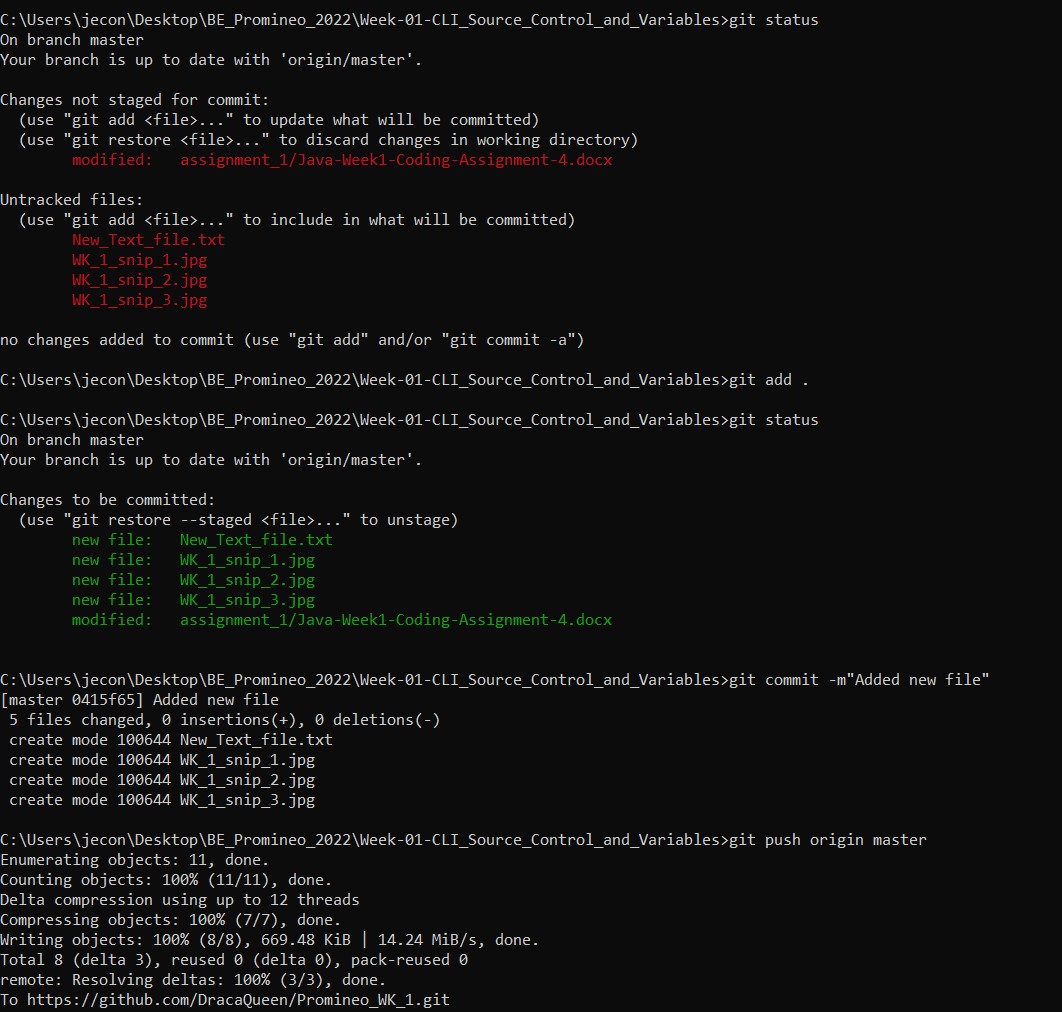 C:\Users\jecon\Desktop\BE_Promineo_2022\Week-01-CLI_Source_Control_and_Variables>git status
On branch master
Your branch is up to date with 'origin/master'.
Changes not staged for commit:
(use "git add <file>..." to update what will be committed)
(use "git restore <file>..." to discard changes in working directory)
modified:   assignment_1/Java-Week1-Coding-Assignment-4.docx
Untracked files:
(use "git add <file>..." to include in what will be committed)
New_Text_file.txt
WK_1_snip_1.jpg
WK_1_snip_2.jpg
WK_1_snip_3.jpg
no changes added to commit (use "git add" and/or "git commit -a")
C:\Users\jecon\Desktop\BE_Promineo_2022\Week-01-CLI_Source_Control_and_Variables>git add .
C:\Users\jecon\Desktop\BE_Promineo_2022\Week-01-CLI_Source_Control_and_Variables>git status
On branch master
Your branch is up to date with 'origin/master'.
Changes to be committed:
(use "git restore --staged <file>..." to unstage)
new file:   New_Text_file.txt
new file:   WK_1_snip_1.jpg
new file:   WK_1_snip_2.jpg
new file:   WK_1_snip_3.jpg
modified:   assignment_1/Java-Week1-Coding-Assignment-4.docx
C:\Users\jecon\Desktop\BE_Promineo_2022\Week-01-CLI_Source_Control_and_Variables>git commit -m"Added new file"
[master 0415f65] Added new file
5 files changed, 0 insertions(+), 0 deletions(-)
create mode 100644 New_Text_file.txt
create mode 100644 WK_1_snip_1.jpg
create mode 100644 WK_1_snip_2.jpg
create mode 100644 WK_1_snip_3.jpg
C:\Users\jecon\Desktop\BE_Promineo_2022\Week-01-CLI_Source_Control_and_Variables>git push origin master
Enumerating objects: 11, done.
Counting objects: 100% (11/11), done.
Delta compression using up to 12 threads
Compressing objects: 100% (7/7), done.
Writing objects: 100% (8/8), 669.48 KiB | 14.24 MiB/s, done.
Total 8 (delta 3), reused 0 (delta 0), pack-reused 0
remote: Resolving deltas: 100% (3/3), done.
To https://github.com/DracaQueen/Promineo_WK_1.git